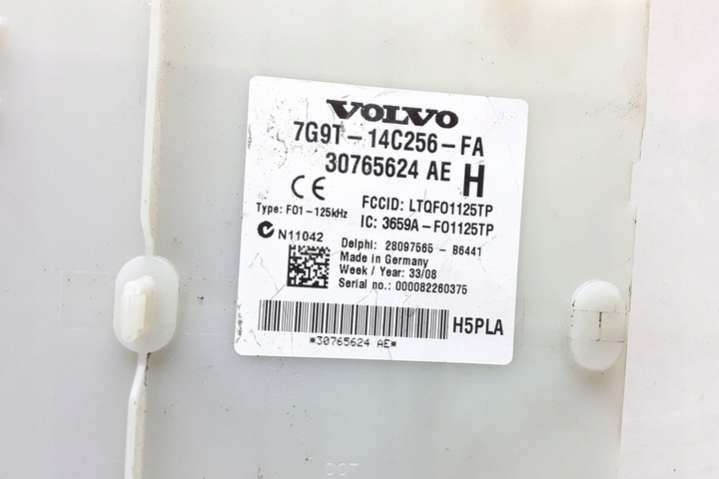 VOLVO
7G9T-14C256-FA
30765624 AE H
CE FCCID: LTQFO1125TP
Type: FO1-125kHz IC: 3659A-FO1125TP
N11042 Delphi: 28097565 - B6441
Made in Germany
Week / Year: 33/08
Serial no.: 000082260375
H5PLA
*30765624 AE*